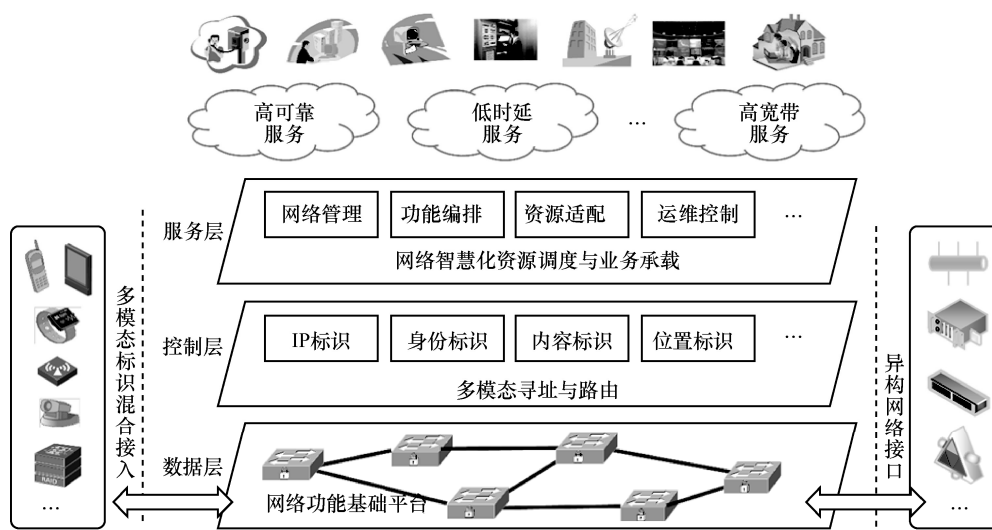 高可靠
服务
低时延
服务
…
高宽带
服务
服务层
网络管理
功能编排
资源适配
运维控制
…
网络智慧化资源调度与业务承载
多模态标识混合接入
控制层
IP标识
身份标识
内容标识
位置标识
…
多模态寻址与路由
异构网络接口
数据层
网络功能基础平台
RAID
…
…